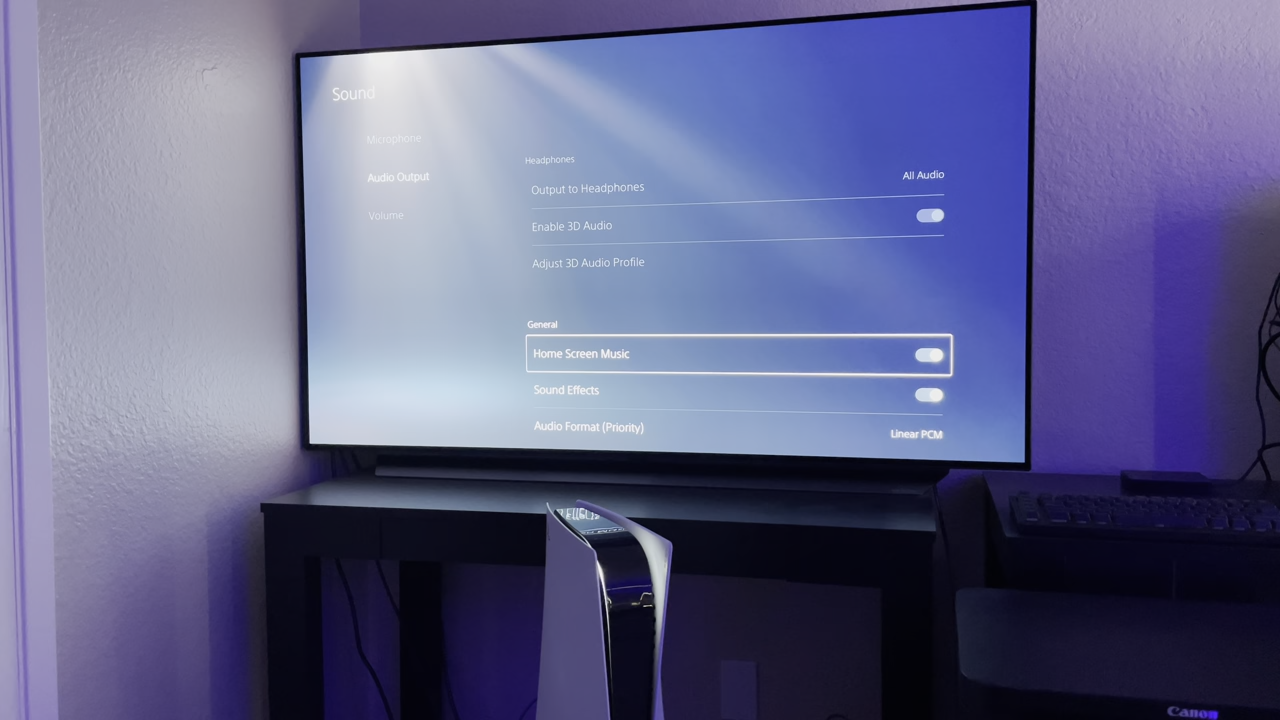 Sound
Microphone
Audio Output
Volume
Headphones
Output to Headphones All Audio
Enable 3D Audio
Adjust 3D Audio Profile
General
Home Screen Music
Sound Effects
Audio Format (Priority) Linear PCM
Canon